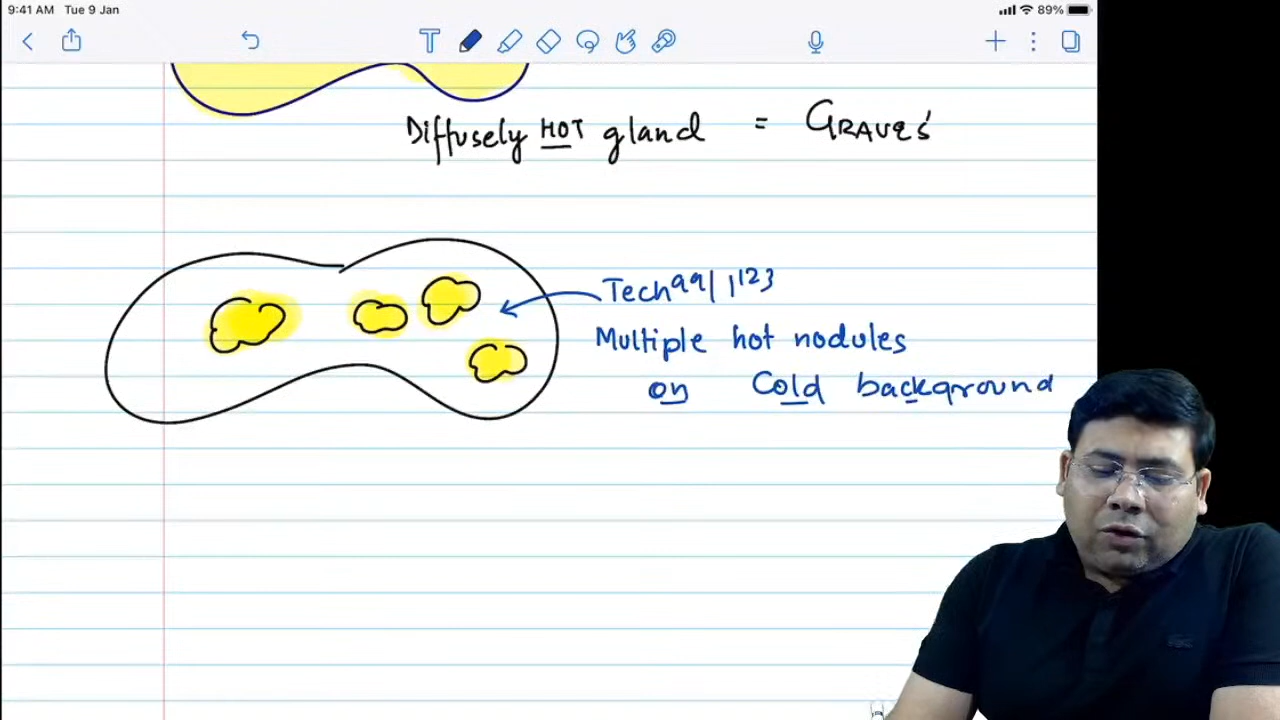 9:41 AM Tue 9 Jan
89%
T
Diffusely HOT gland = GRAVES'
Tech99/ I123
Multiple hot nodules
on Cold background